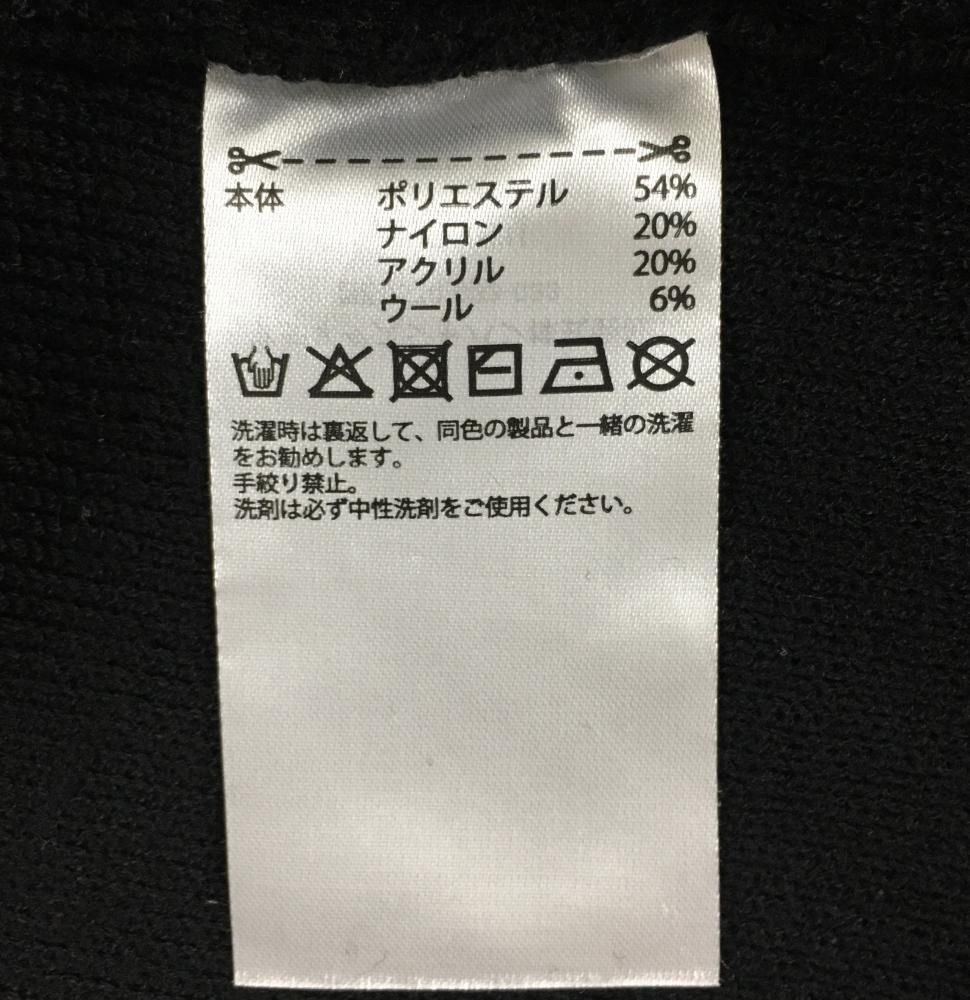 本体 ポリエステル 54%
ナイロン 20%
アクリル 20%
ウール 6%
洗濯時は裏返して、同色の製品と一緒の洗濯
をお勧めします。
手絞り禁止。
洗剤は必ず中性洗剤をご使用ください。